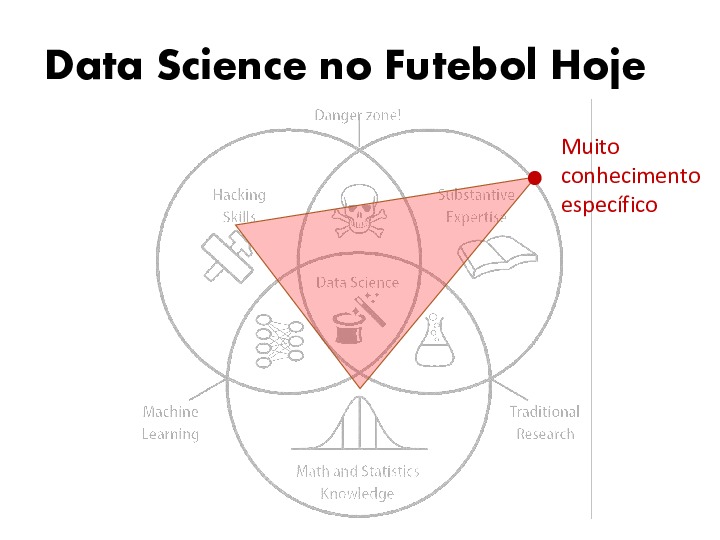 Data Science no Futebol Hoje
Danger zone!
Muito
conhecimento
específico
Hacking
Skills
Substantive
Expertise
Data Science
Machine
Learning
Traditional
Research
Math and Statistics
Knowledge